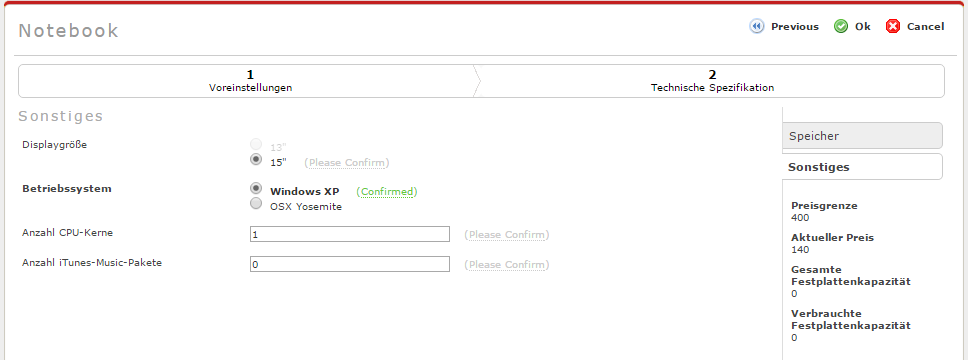 Notebook
Previous
Ok
Cancel
1
Voreinstellungen
2
Technische Spezifikation
Sonstiges
Displaygröße
13"
15" (Please Confirm)
Betriebssystem
Windows XP (Confirmed)
OSX Yosemite
Anzahl CPU-Kerne
1
(Please Confirm)
Anzahl iTunes-Music-Pakete
0
(Please Confirm)
Speicher
Sonstiges
Preisgrenze
400
Aktueller Preis
140
Gesamte
Festplattenkapazität
0
Verbrauchte
Festplattenkapazität
0